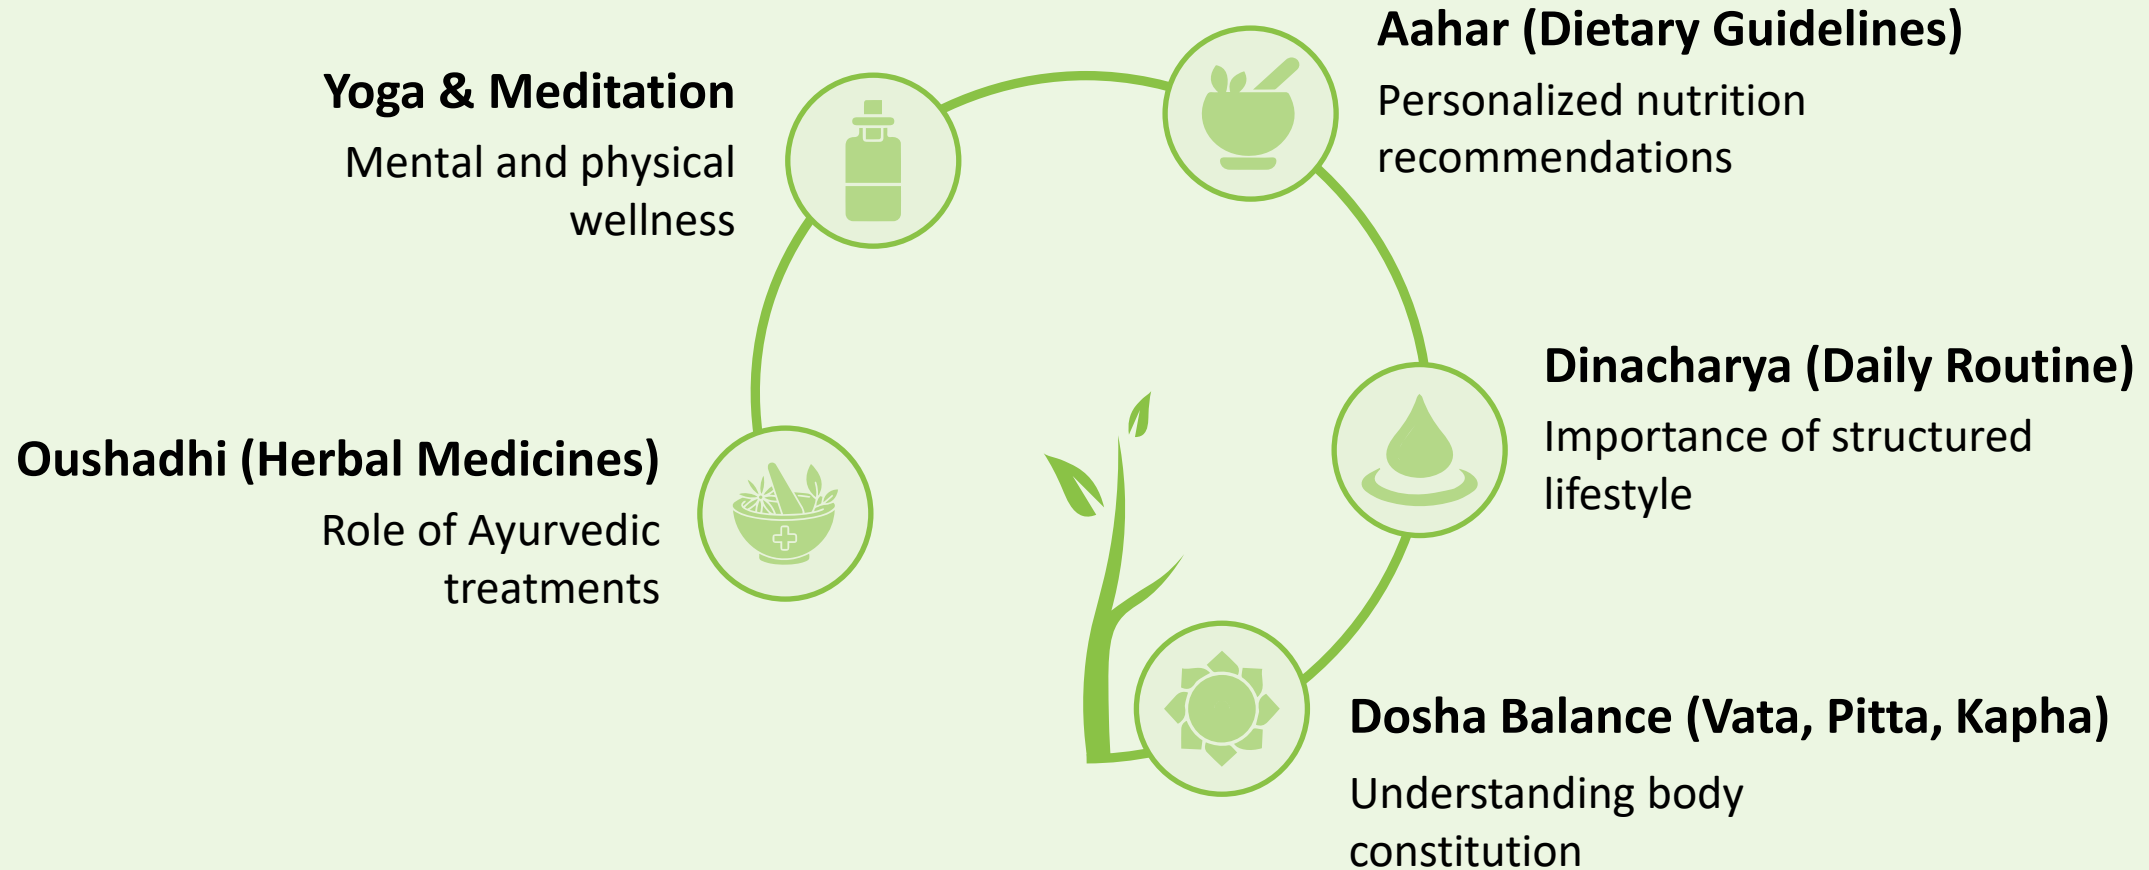 Yoga & Meditation
Mental and physical
wellness
Oushadhi (Herbal Medicines)
Role of Ayurvedic
treatments
Aahar (Dietary Guidelines)
Personalized nutrition
recommendations
Dinacharya (Daily Routine)
Importance of structured
lifestyle
Dosha Balance (Vata, Pitta, Kapha)
Understanding body
constitution